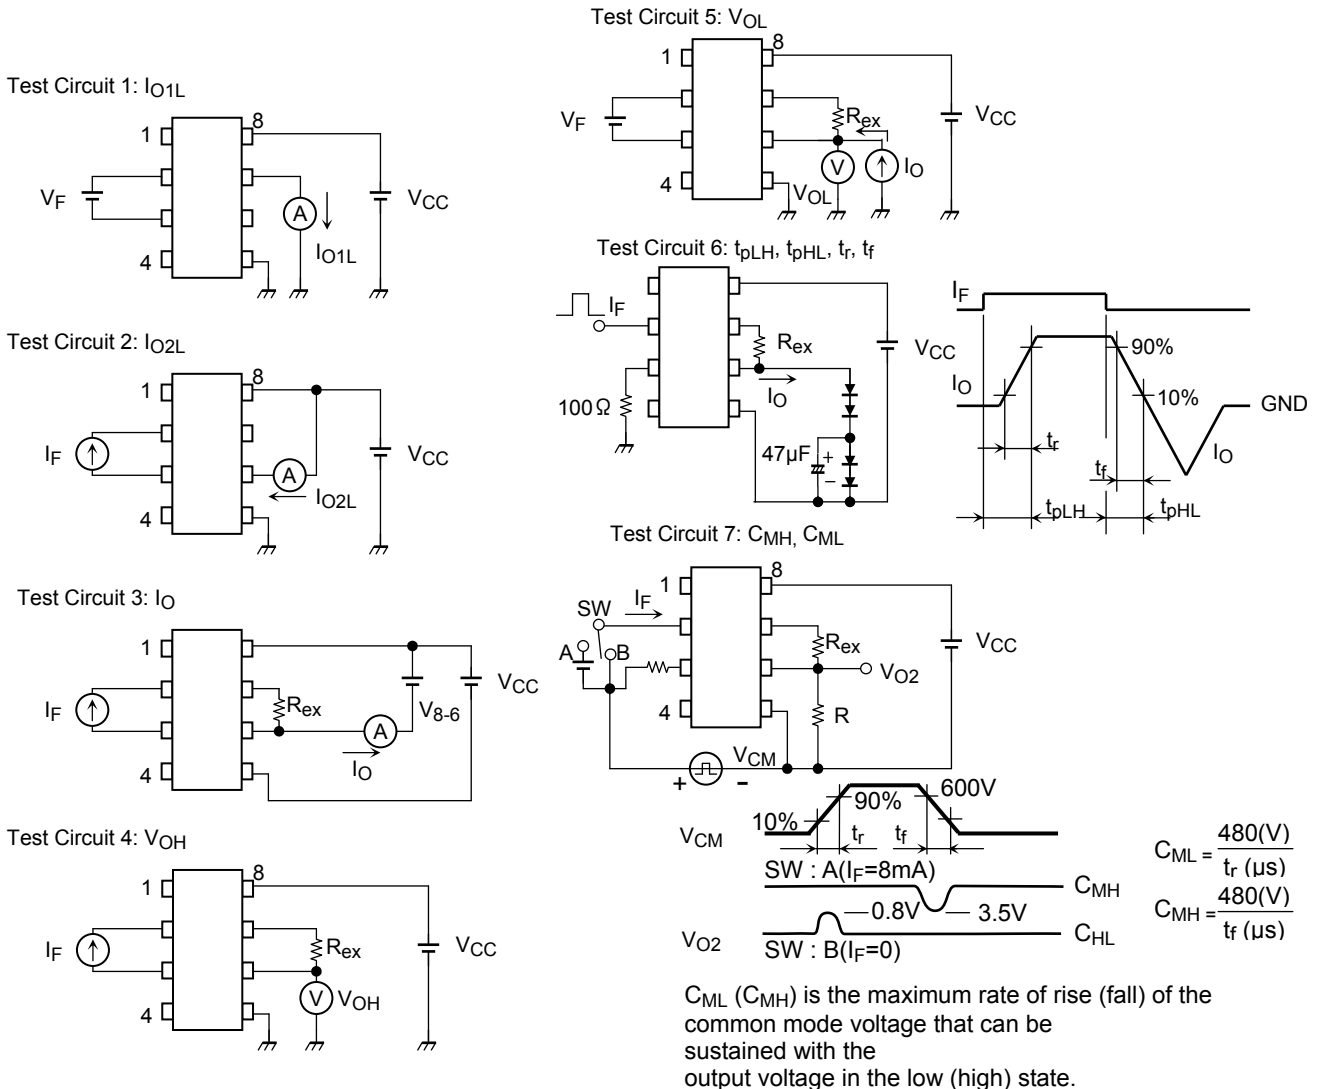 Test Circuit 1: IO1L
1
8
VF
A
VCC
IO1L
4
Test Circuit 2: IO2L
1
8
IF
A
VCC
IO2L
4
Test Circuit 3: IO
1
IF
Rex
A
V8-6
VCC
IO
4
Test Circuit 4: VOH
1
8
IF
Rex
VCC
V
VOH
4
Test Circuit 5: VOL
1
8
VF
Rex
VCC
V
IO
4
VOL
Test Circuit 6: tpLH, tpHL, tr, tf
IF
Rex
VCC
IO
100Ω
47μF
+
−
IF
90%
IO
10%
GND
tr
IO
tf
tpLH
tpHL
Test Circuit 7: CMH, CML
1
8
SW
IF
A
B
Rex
VCC
VO2
4
R
VCM
+
-
600V
90%
10%
tr
tf
VCM
SW : A(IF=8mA)
CMH
0.8V
3.5V
VO2
CHL
SW : B(IF=0)
CML = 480(V) / tr (μs)
CMH = 480(V) / tf (μs)
CML (CMH) is the maximum rate of rise (fall) of the
common mode voltage that can be
sustained with the
output voltage in the low (high) state.